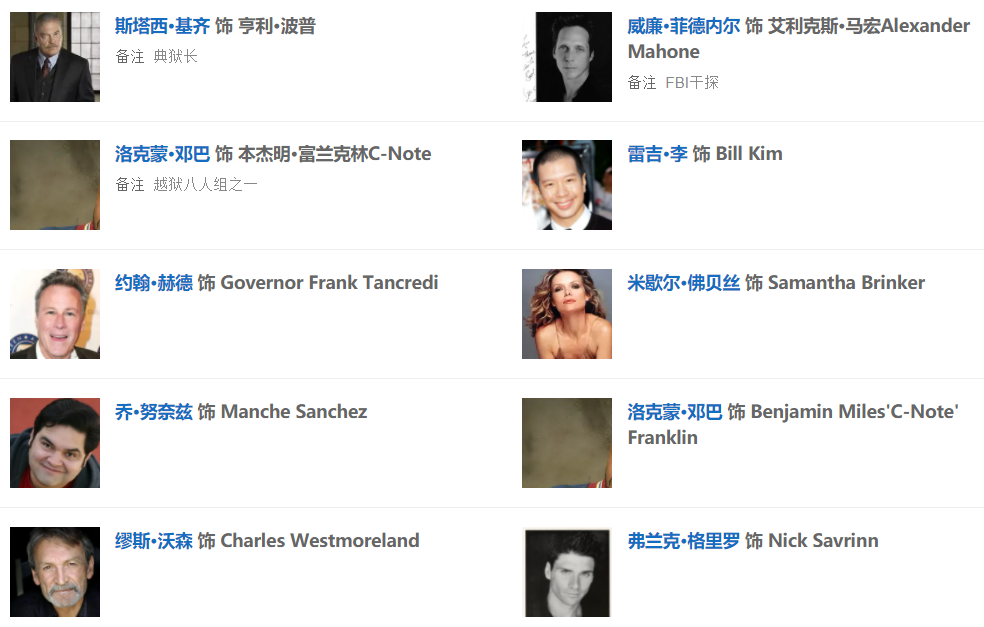 斯塔西•基齐 饰 亨利•波普
备注 典狱长
威廉•菲德内尔 饰 艾利克斯•马宏Alexander
Mahone
备注 FBI干探
洛克蒙•邓巴 饰 本杰明•富兰克林C-Note
备注 越狱八人组之一
雷吉•李 饰 Bill Kim
约翰•赫德 饰 Governor Frank Tancredi
米歇尔•佛贝丝 饰 Samantha Brinker
乔•努奈兹 饰 Manche Sanchez
洛克蒙•邓巴 饰 Benjamin Miles'C-Note'
Franklin
缪斯•沃森 饰 Charles Westmoreland
弗兰克•格里罗 饰 Nick Savrinn